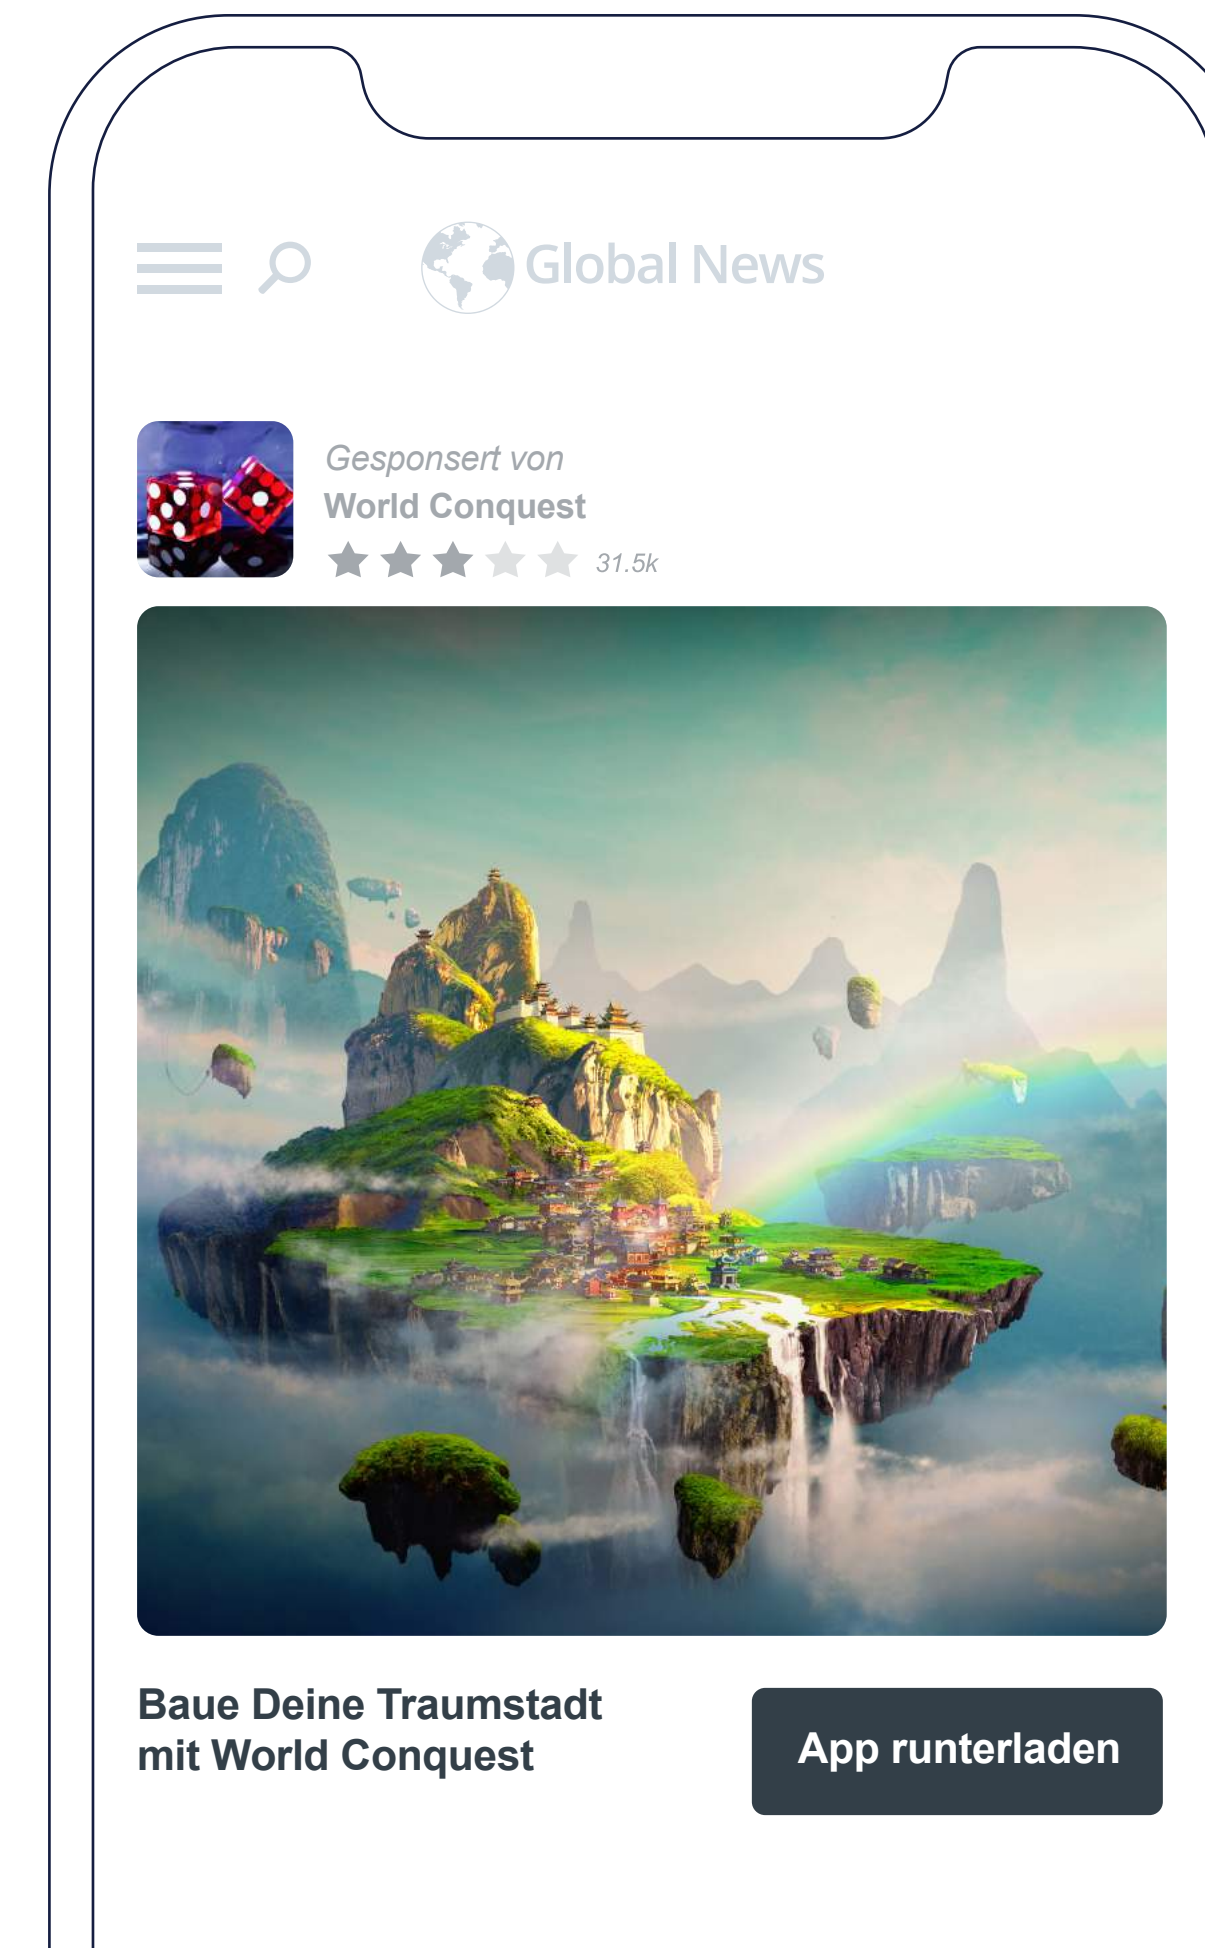 Global News
Gesponsert von
World Conquest
31.5k
Baue Deine Traumstadt
mit World Conquest
App runterladen